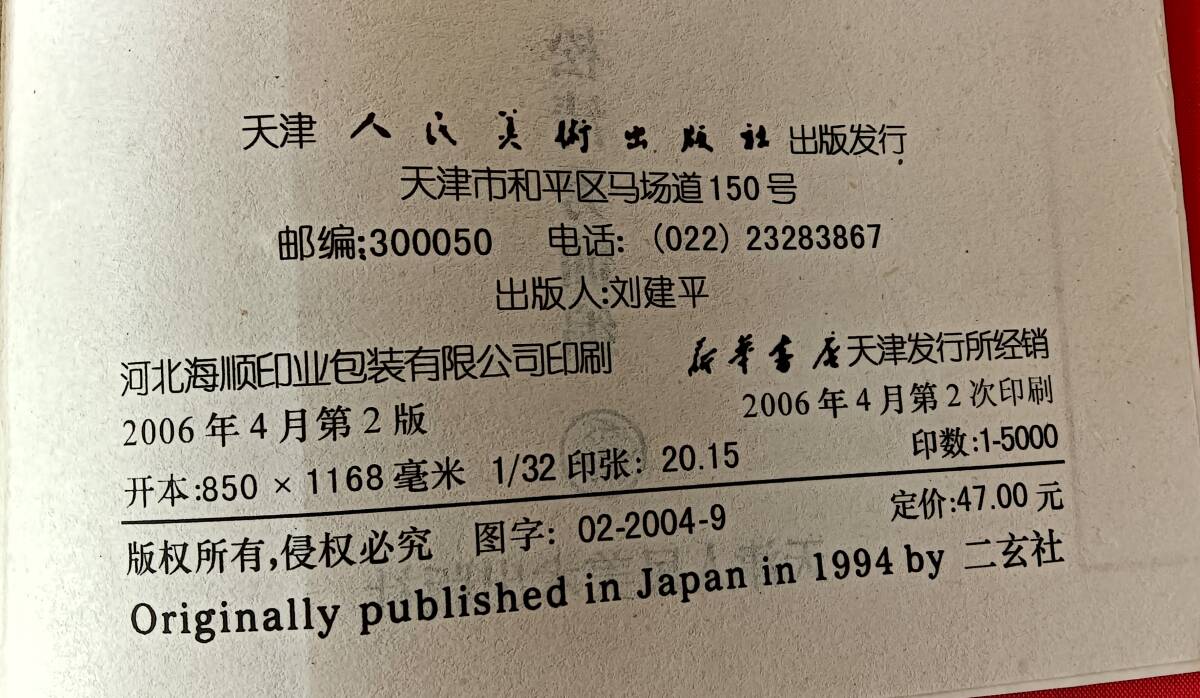 天津 人民美術出版社 出版发行
天津市和平区马场道150号
邮编:300050 电话:(022)23283867
出版人:刘建平
河北海顺印业包装有限公司印刷 新华书店天津发行所经销
2006年4月第2版 2006年4月第2次印刷
开本:850×1168毫米 1/32 印张:20.15 印数:1-5000
版权所有,侵权必究 图字:02-2004-9 定价:47.00元
Originally published in Japan in 1994 by 二玄社